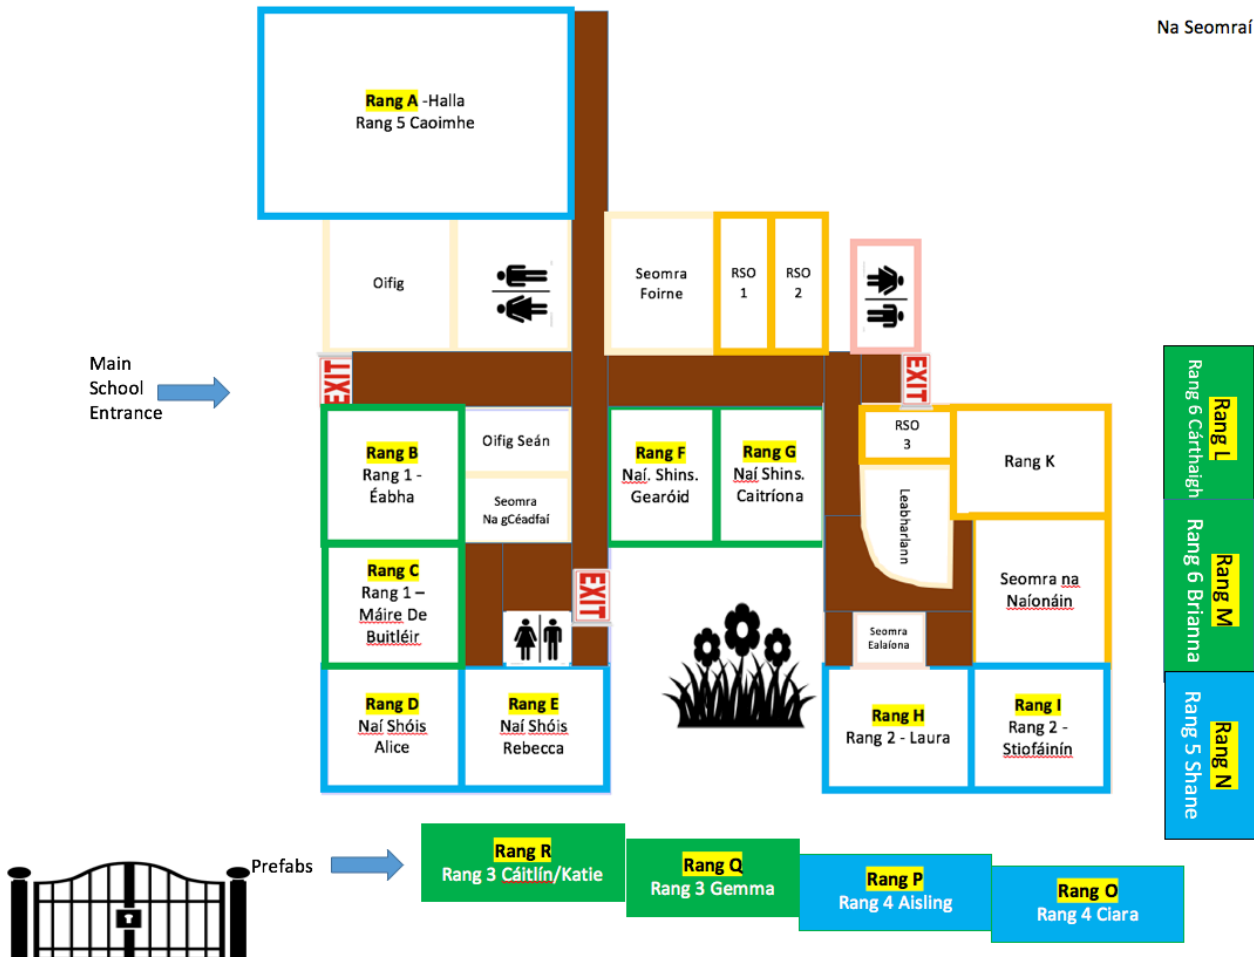 Na Seomraí
Rang A -Halla
Rang 5 Caoimhe
Oifig
Seomra
Foirne
RSO
1
RSO
2
Main
School
Entrance
EXIT
EXIT
Rang B
Rang 1 -
Éabha
Oifig Seán
Seomra
Na gCéadfaí
Rang F
Naí. Shins.
Gearóid
Rang G
Naí Shins.
Caitríona
RSO
3
Rang K
Leabharlann
Rang L
Rang 6 Cárthaigh
Rang C
Rang 1 –
Máire De
Buitléir
EXIT
Seomra na
Naíonáin
Rang M
Rang 6 Brianna
Seomra
Ealaíona
Rang D
Naí Shóis
Alice
Rang E
Naí Shóis
Rebecca
Rang H
Rang 2 - Laura
Rang I
Rang 2 -
Stiofáinín
Rang N
Rang 5 Shane
Prefabs
Rang R
Rang 3 Cáitlín/Katie
Rang Q
Rang 3 Gemma
Rang P
Rang 4 Aisling
Rang O
Rang 4 Ciara